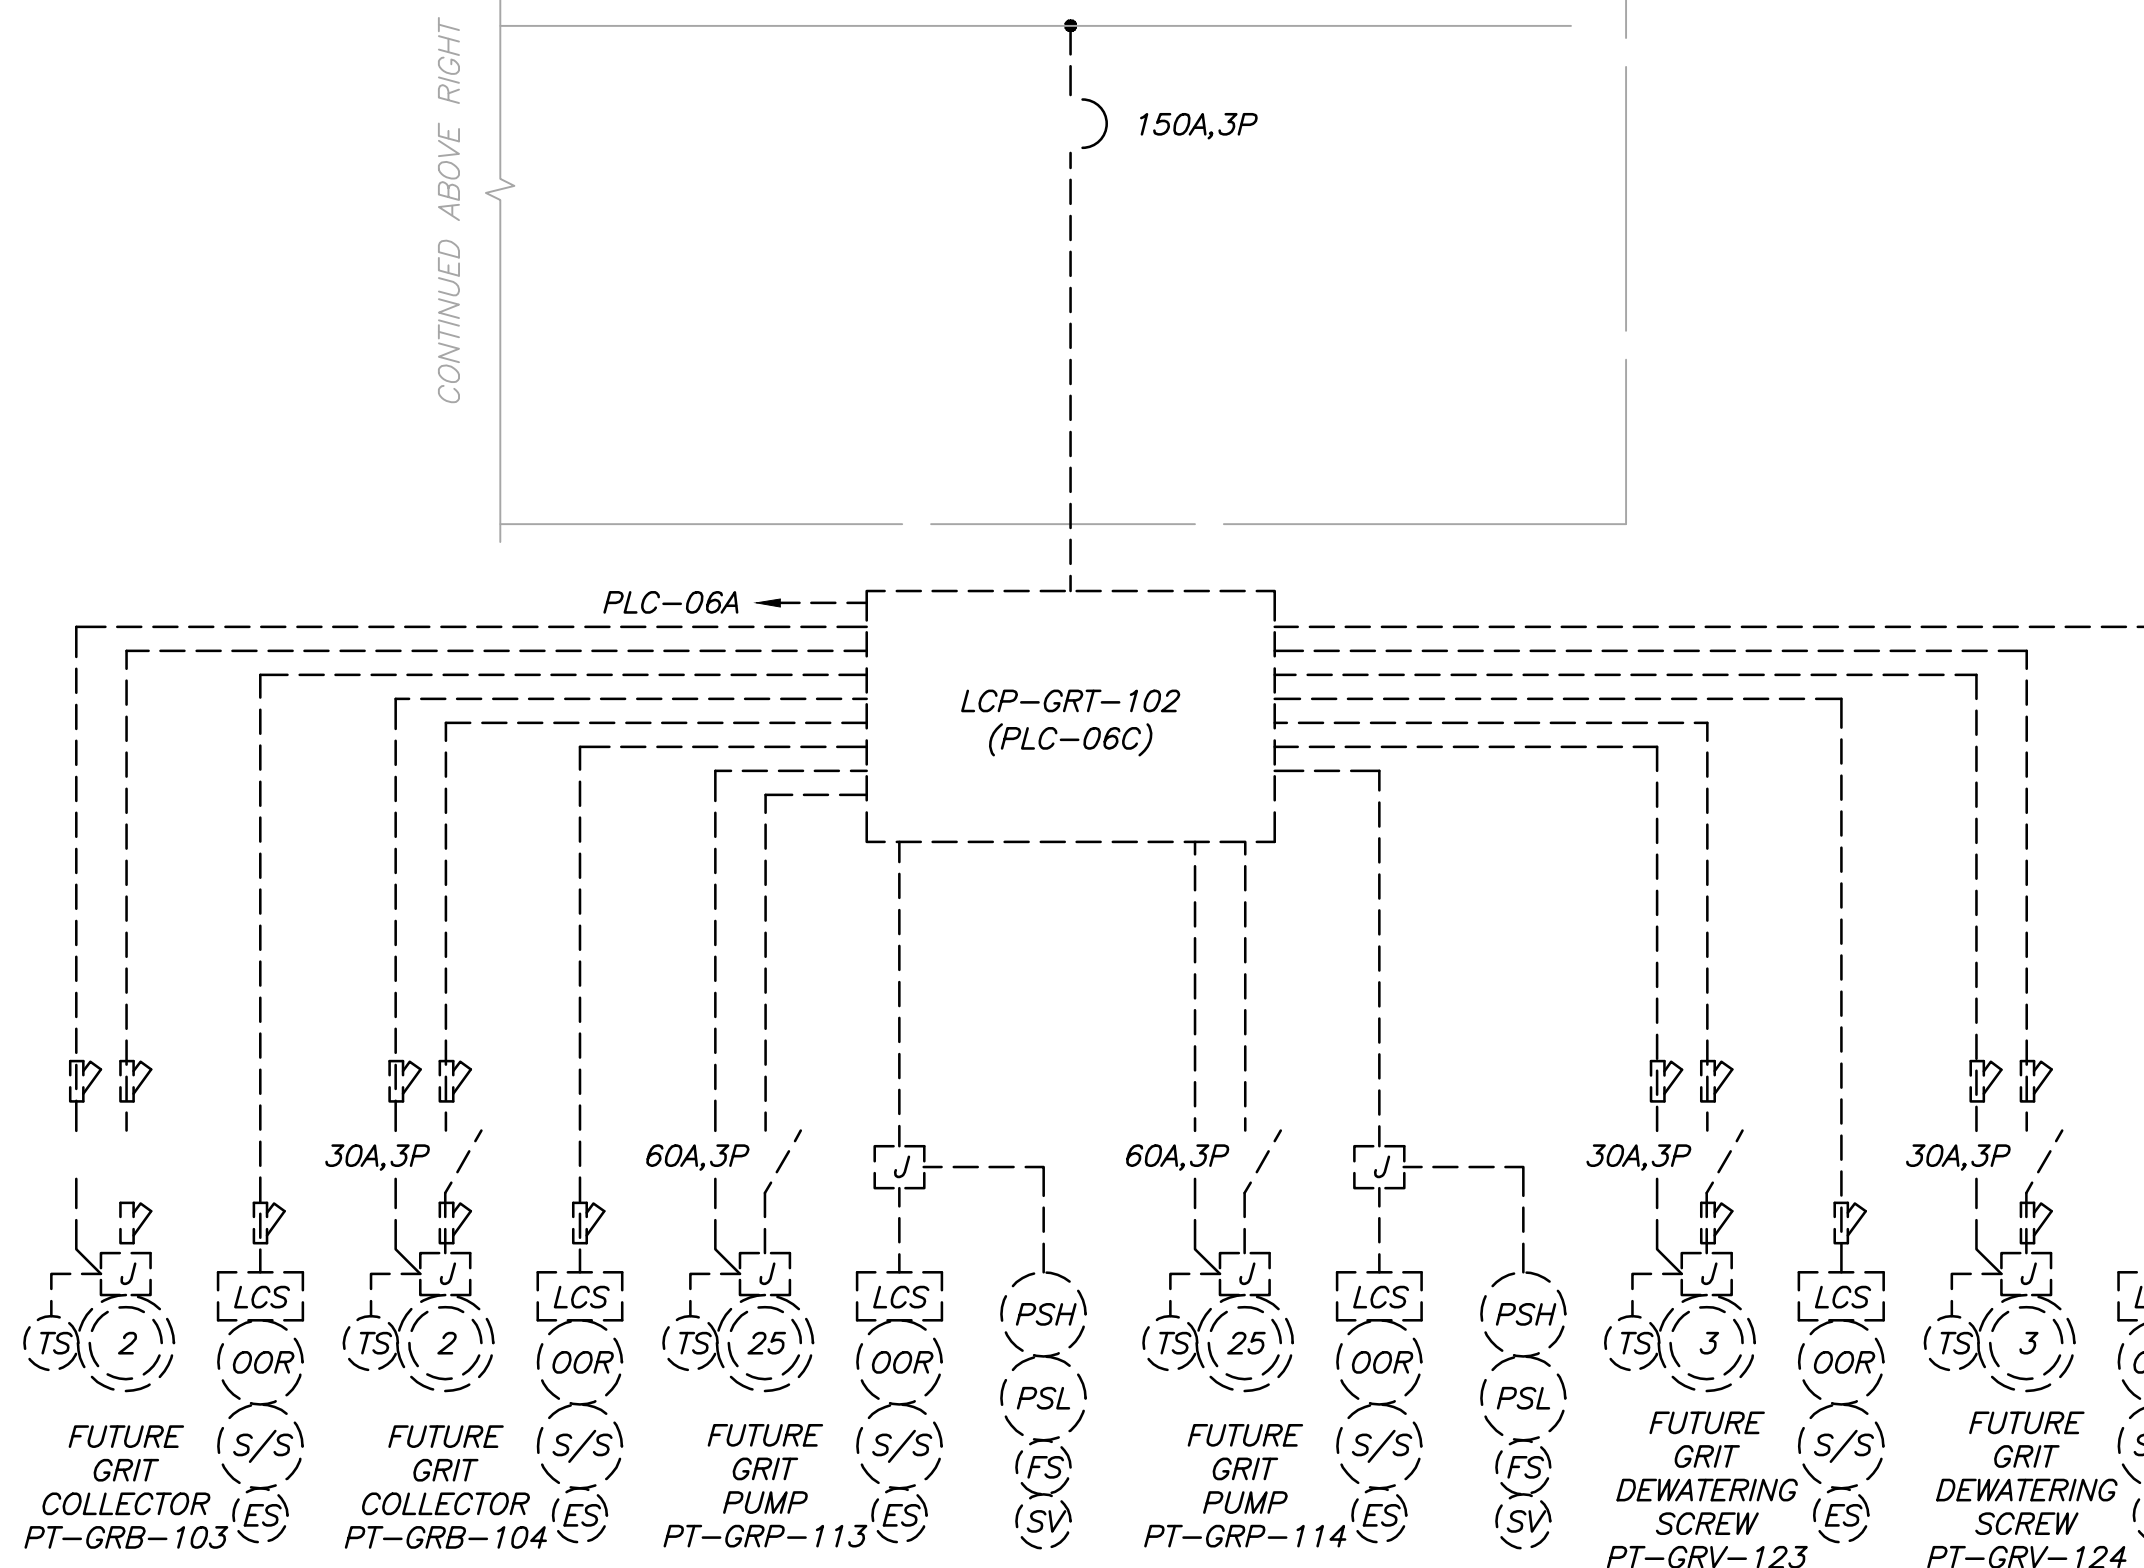 CONTINUED ABOVE RIGHT
150A,3P
PLC-06A
LCP-GRT-102
(PLC-06C)
30A,3P
60A,3P
60A,3P
30A,3P
30A,3P
J
J
J
J
J
J
J
J
TS
2
LCS
OOR
S/S
ES
FUTURE
GRIT
COLLECTOR
PT-GRB-103
TS
2
LCS
OOR
S/S
ES
FUTURE
GRIT
COLLECTOR
PT-GRB-104
TS
25
LCS
OOR
S/S
ES
PSH
PSL
FS
SV
FUTURE
GRIT
PUMP
PT-GRP-113
TS
25
LCS
OOR
S/S
ES
PSH
PSL
FS
SV
FUTURE
GRIT
PUMP
PT-GRP-114
TS
3
LCS
OOR
S/S
ES
FUTURE
GRIT
DEWATERING
SCREW
PT-GRV-123
TS
3
FUTURE
GRIT
DEWATERING
SCREW
PT-GRV-124